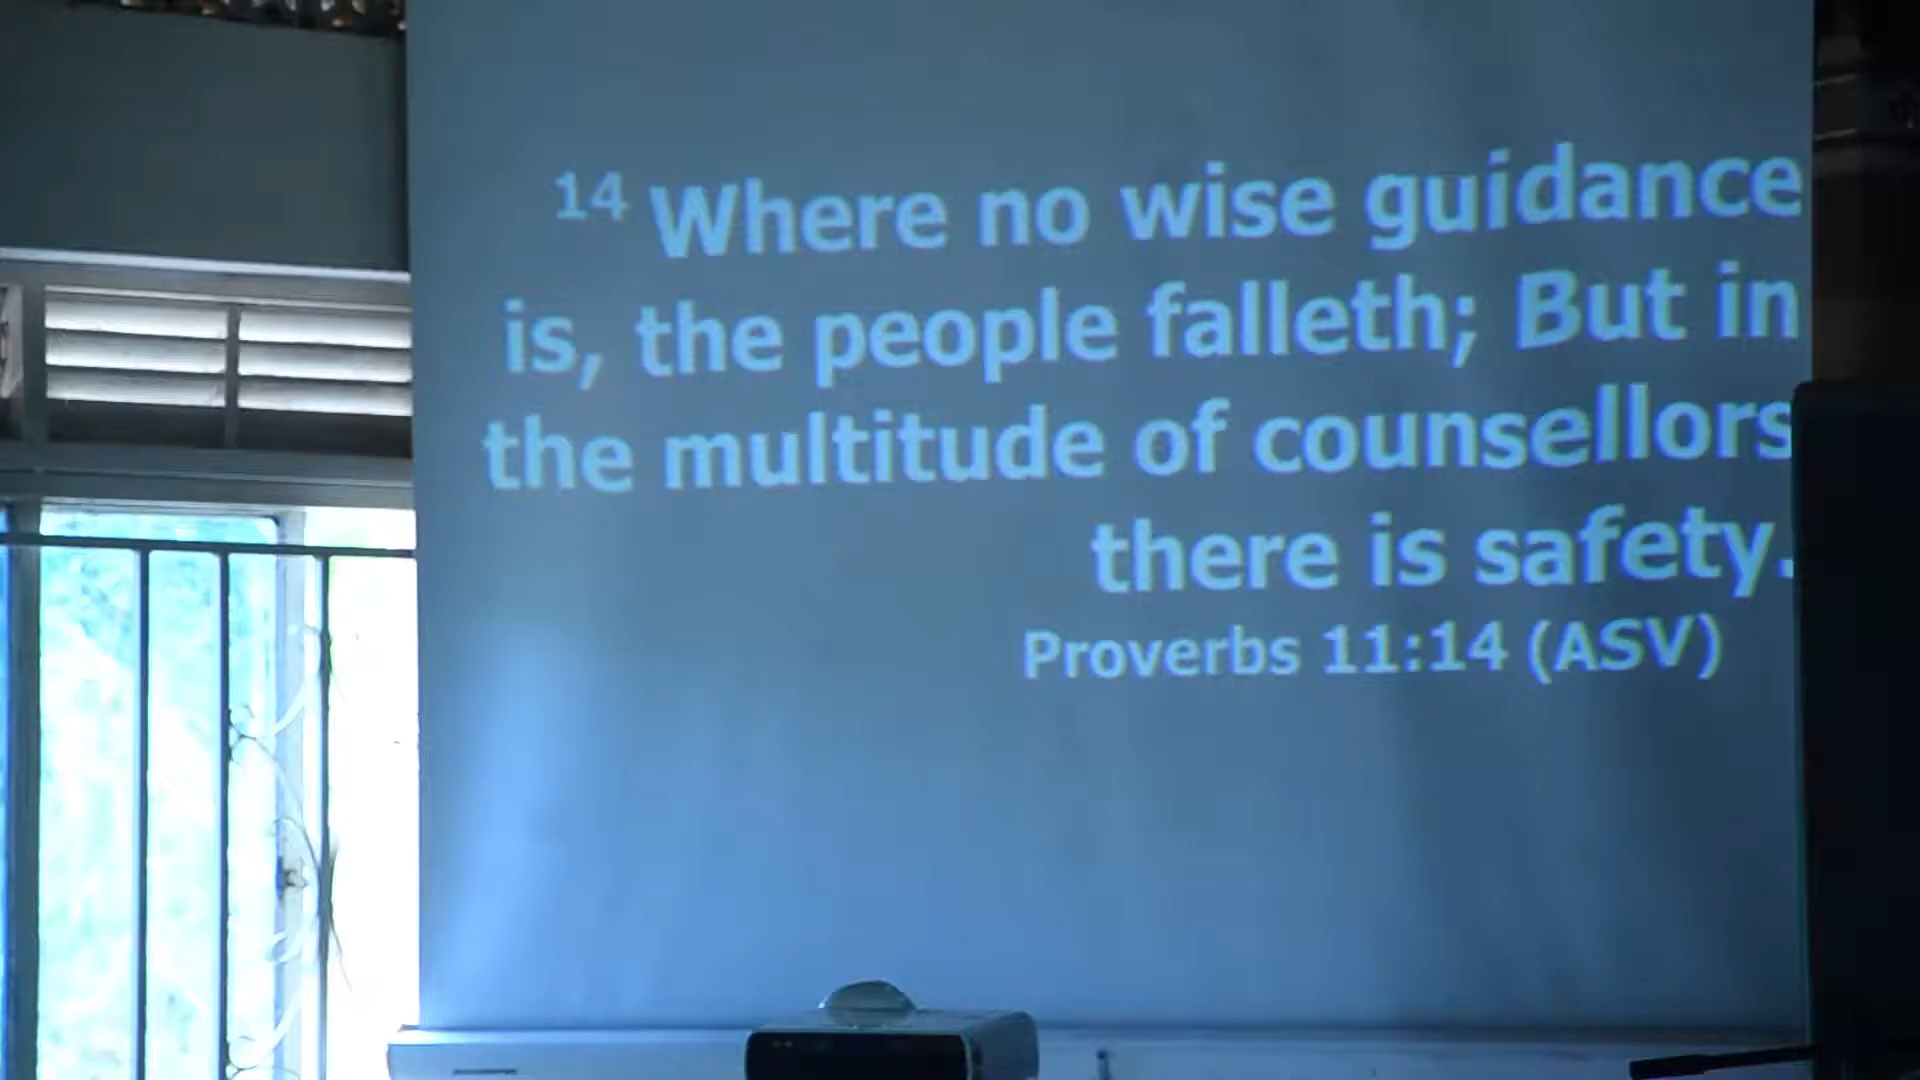 14 Where no wise guidance
is, the people falleth; But in
the multitude of counsellors
there is safety.
Proverbs 11:14 (ASV)